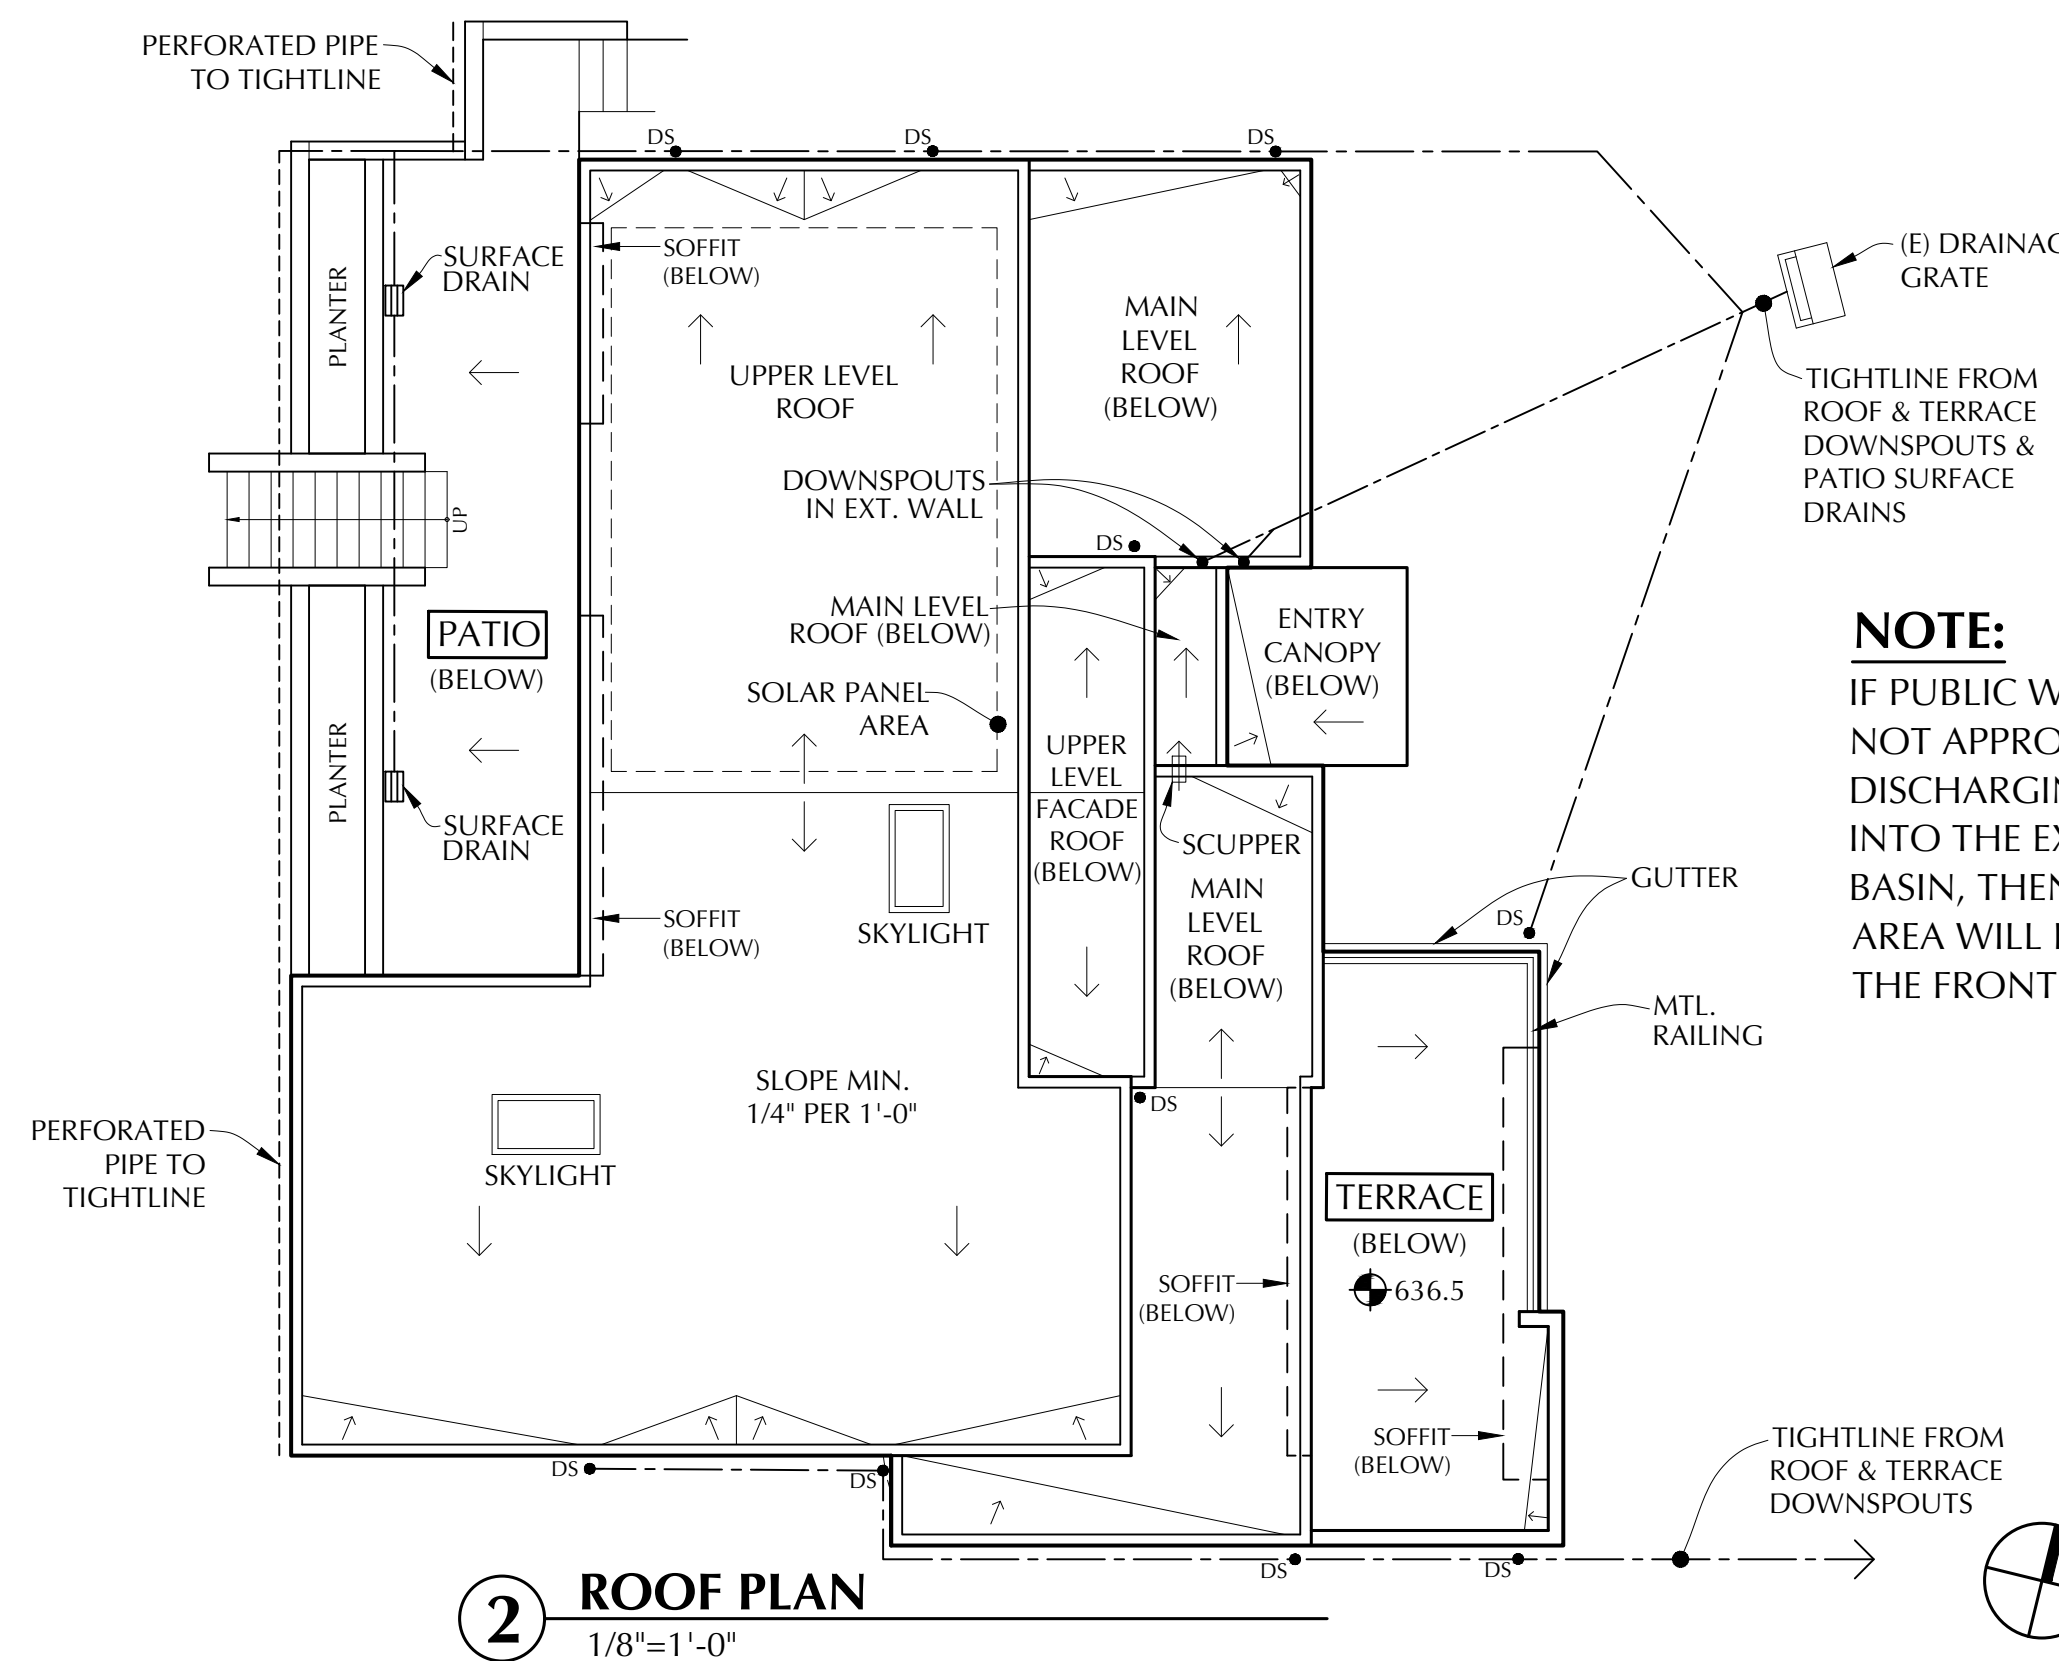 PERFORATED PIPE
TO TIGHTLINE
DS
DS
DS
SURFACE
DRAIN
PLANTER
SOFFIT
(BELOW)
UPPER LEVEL
ROOF
MAIN
LEVEL
ROOF
(BELOW)
(E)
GRATE
TIGHTLINE FROM
ROOF & TERRACE
DOWNSPOUTS &
PATIO SURFACE
DRAINS
DOWNSPOUTS
IN EXT. WALL
UP
DS
PATIO
(BELOW)
MAIN LEVEL
ROOF (BELOW)
ENTRY
CANOPY
(BELOW)
SOLAR PANEL
AREA
PLANTER
SURFACE
DRAIN
UPPER
LEVEL
FACADE
ROOF
(BELOW)
SCUPPER
MAIN
LEVEL
ROOF
(BELOW)
SKYLIGHT
SOFFIT
(BELOW)
GUTTER
DS
MTL.
RAILING
NOTE:
IF PUBLIC
NOT
INTO THE
BASIN,
AREA WILL
THE FRONT
PERFORATED
PIPE TO
TIGHTLINE
SLOPE MIN.
1/4" PER 1'-0"
SKYLIGHT
DS
TERRACE
(BELOW)
636.5
SOFFIT
(BELOW)
SOFFIT
(BELOW)
TIGHTLINE FROM
ROOF & TERRACE
DOWNSPOUTS
DS
DS
DS
DS
2
ROOF PLAN
1/8"=1'-0"